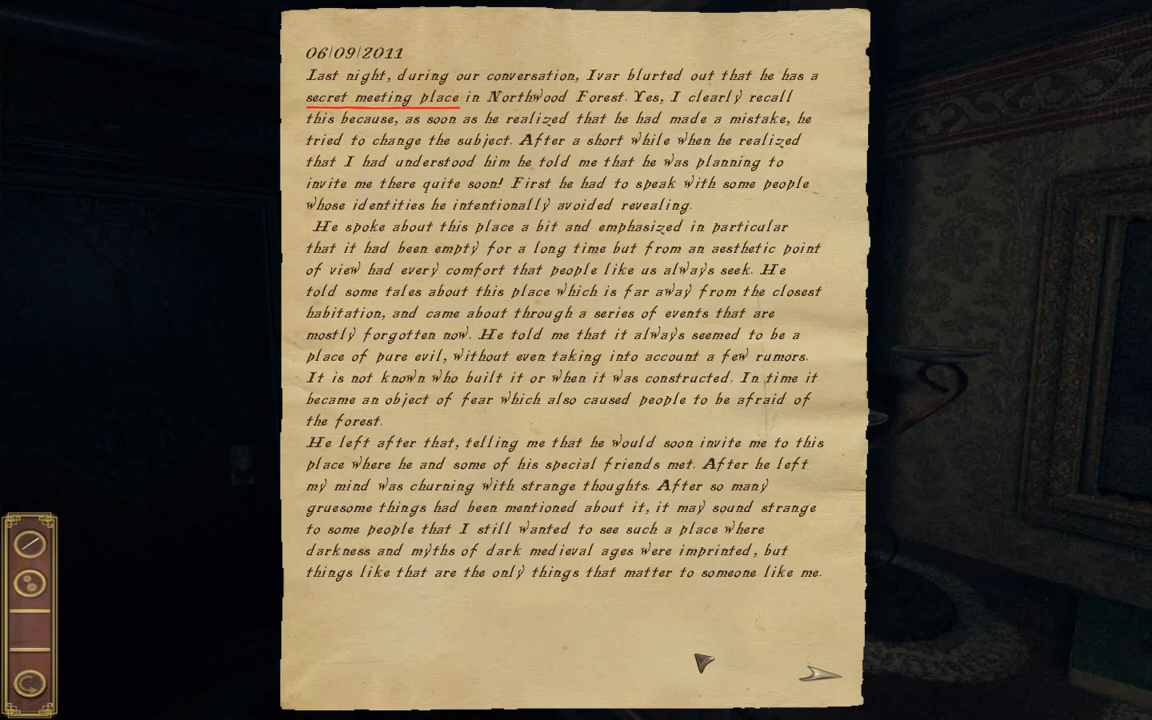 06/09/2011
Last night, during our conversation, Ivar blurted out that he has a
secret meeting place in Northwood Forest. Yes, I clearly recall
this because, as soon as he realized that he had made a mistake, he
tried to change the subject. After a short while when he realized
that I had understood him he told me that he was planning to
invite me there quite soon! First he had to speak with some people
whose identities he intentionally avoided revealing.
He spoke about this place a bit and emphasized in particular
that it had been empty for a long time but from an aesthetic point
of view had every comfort that people like us always seek. He
told some tales about this place which is far away from the closest
habitation, and came about through a series of events that are
mostly forgotten now. He told me that it always seemed to be a
place of pure evil, without even taking into account a few rumors.
It is not known who built it or when it was constructed. In time it
became an object of fear which also caused people to be afraid of
the forest.
He left after that, telling me that he would soon invite me to this
place where he and some of his special friends met. After he left
my mind was churning with strange thoughts. After so many
gruesome things had been mentioned about it, it may sound strange
to some people that I still wanted to see such a place where
darkness and myths of dark medieval ages were imprinted, but
things like that are the only things that matter to someone like me.